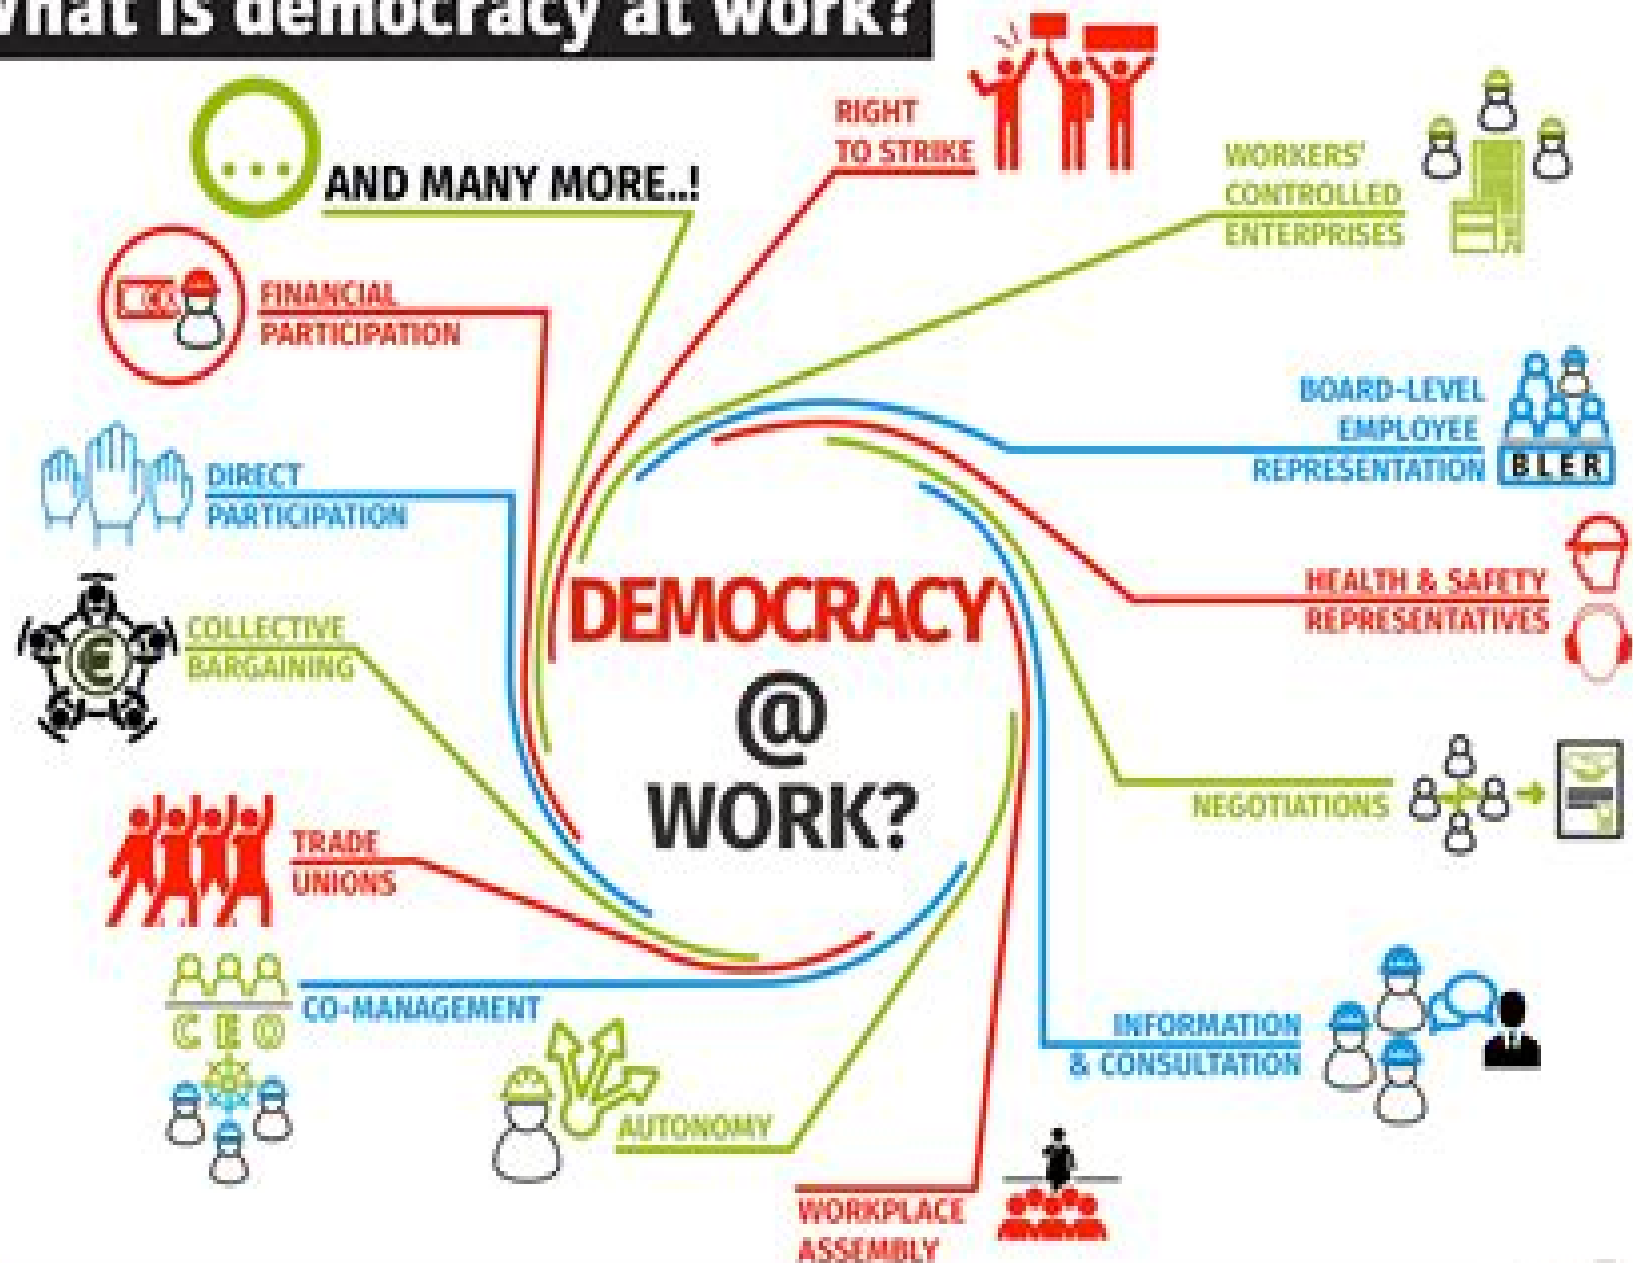 What is democracy at work?
AND MANY MORE..!
RIGHT
TO STRIKE
WORKERS'
CONTROLLED
ENTERPRISES
FINANCIAL
PARTICIPATION
BOARD-LEVEL
EMPLOYEE
REPRESENTATION
BLER
DIRECT
PARTICIPATION
HEALTH & SAFETY
REPRESENTATIVES
DEMOCRACY
@
WORK?
COLLECTIVE
BARGAINING
€
NEGOTIATIONS
TRADE
UNIONS
CO-MANAGEMENT
CEO
INFORMATION
& CONSULTATION
AUTONOMY
WORKPLACE
ASSEMBLY